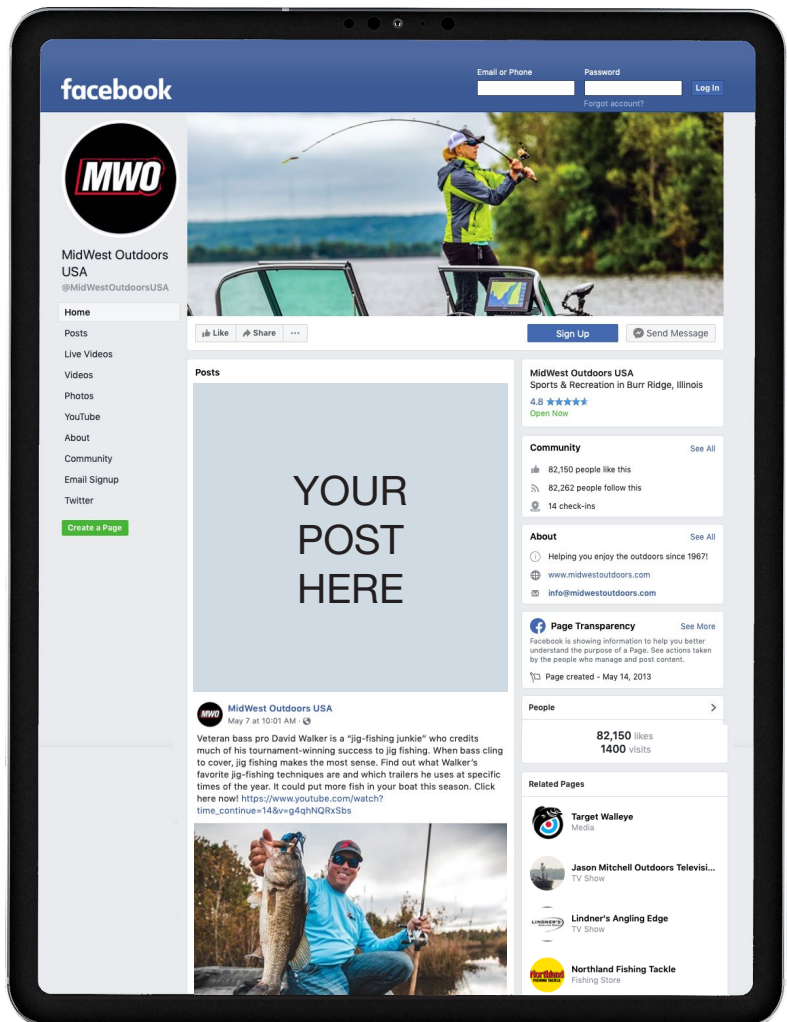 facebook
Email or Phone
Password
Log In
Forgot account?
MWO
MidWest Outdoors
USA
@MidWestOutdoorsUSA
Home
Posts
Live Videos
Videos
Photos
YouTube
About
Community
Email Signup
Twitter
Create a Page
Like
Share
...
Sign Up
Send Message
Posts
YOUR
POST
HERE
MWO
MidWest Outdoors USA
May 7 at 10:01 AM ·
Veteran bass pro David Walker is a “jig-fishing junkie” who credits
much of his tournament-winning success to jig fishing. When bass cling
to cover, jig fishing makes the most sense. Find out what Walker’s
favorite jig-fishing techniques are and which trailers he uses at specific
times of the year. It could put more fish in your boat this season. Click
here now! https://www.youtube.com/watch?
time_continue=14&v=g4qhNQRxSbs
MidWest Outdoors USA
Sports & Recreation in Burr Ridge, Illinois
4.8
Open Now
Community
See All
82,150 people like this
82,262 people follow this
14 check-ins
About
See All
Helping you enjoy the outdoors since 1967!
www.midwestoutdoors.com
info@midwestoutdoors.com
Page Transparency
See More
Facebook is showing information to help you better
understand the purpose of a Page. See actions taken
by the people who manage and post content.
Page created - May 14, 2013
People
82,150 likes
1400 visits
Related Pages
Target Walleye
Media
Jason Mitchell Outdoors Televisi...
TV Show
LINDNER'S
Lindner's Angling Edge
TV Show
Northland
FISHING TACKLE
Northland Fishing Tackle
Fishing Store